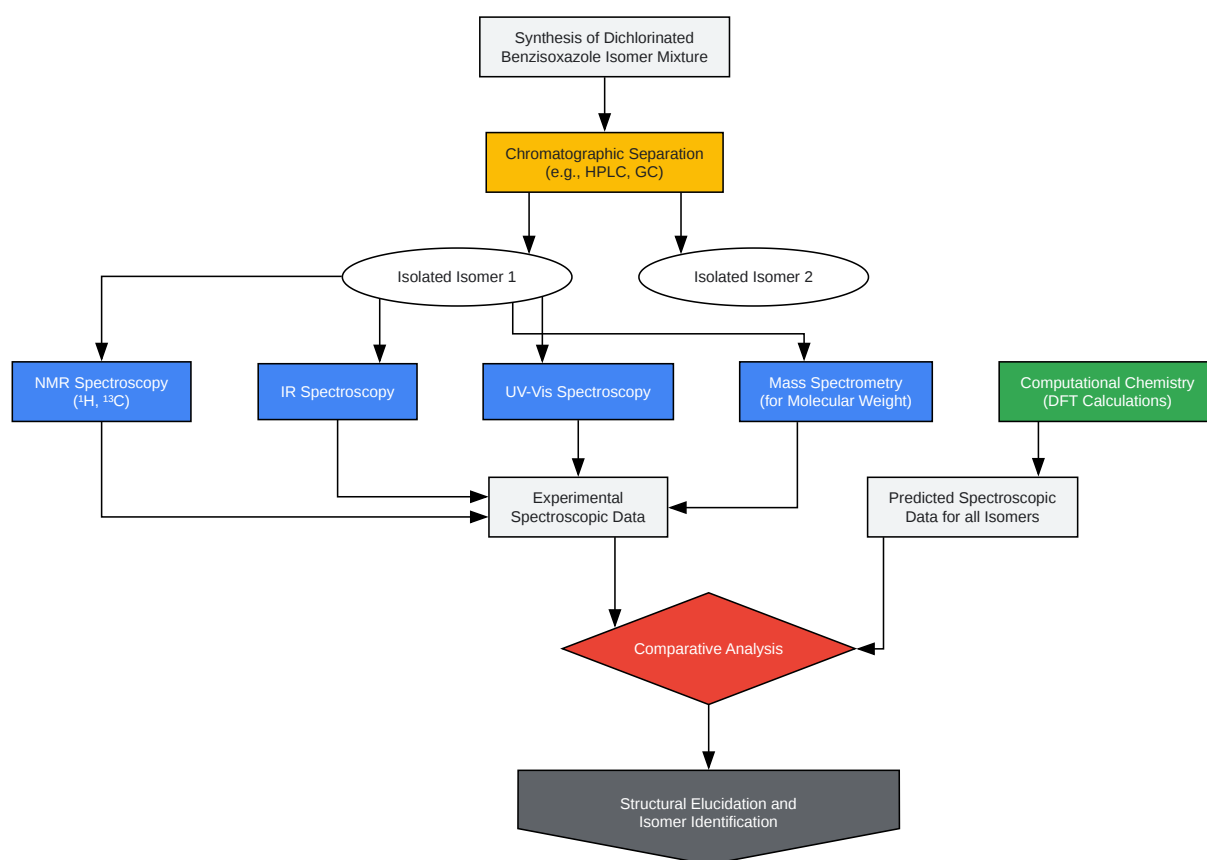 Synthesis of Dichlorinated
Benzisoxazole Isomer Mixture
Chromatographic Separation
(e.g., HPLC, GC)
Isolated Isomer 1
Isolated Isomer 2
NMR Spectroscopy
(¹H, ¹³C)
IR Spectroscopy
UV-Vis Spectroscopy
Mass Spectrometry
(for Molecular Weight)
Computational Chemistry
(DFT Calculations)
Experimental
Spectroscopic Data
Predicted Spectroscopic
Data for all Isomers
Comparative Analysis
Structural Elucidation and
Isomer Identification